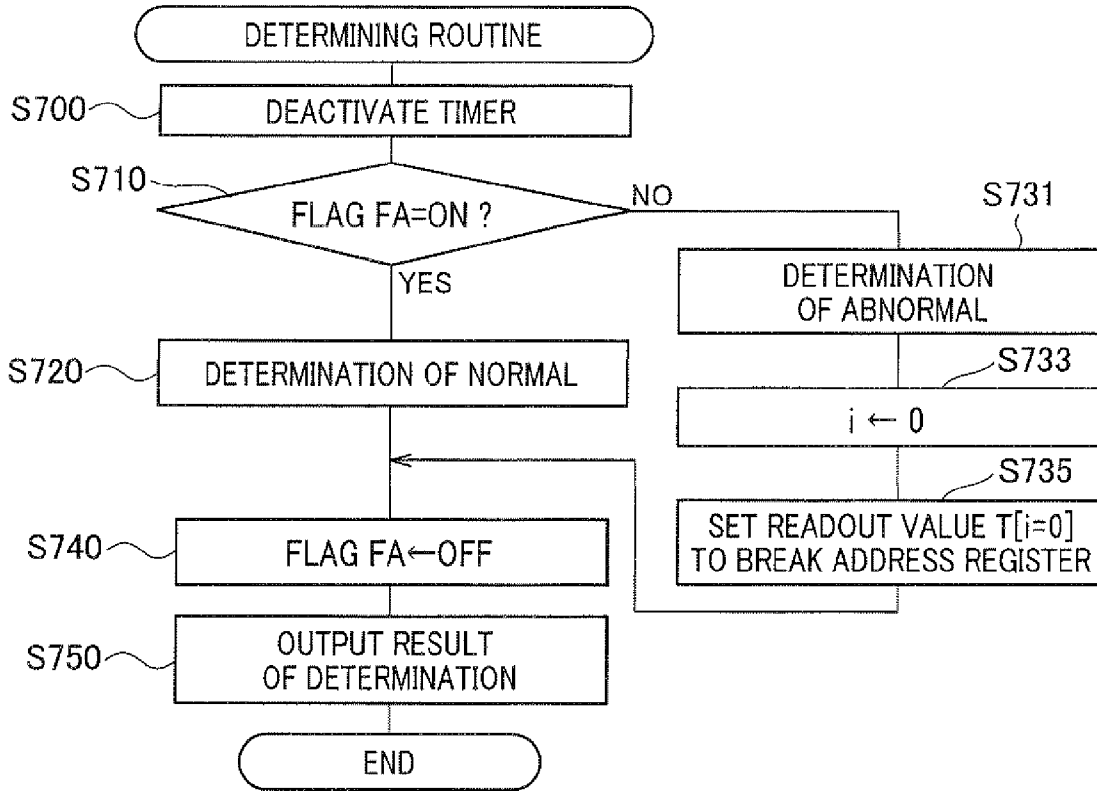 DETERMINING ROUTINE
S700
DEACTIVATE TIMER
S710
FLAG FA=ON ?
NO
YES
S731
DETERMINATION
OF ABNORMAL
S720
DETERMINATION OF NORMAL
S733
i ← 0
S735
SET READOUT VALUE T[i=0]
TO BREAK ADDRESS REGISTER
S740
FLAG FA←OFF
S750
OUTPUT RESULT
OF DETERMINATION
END